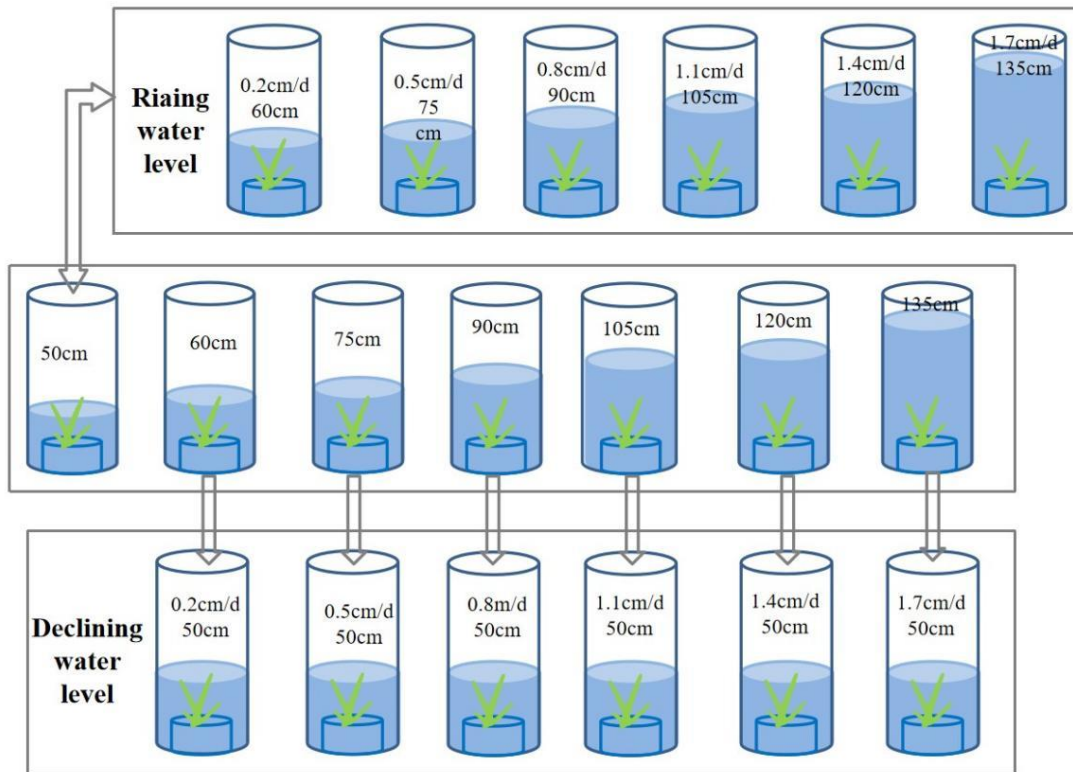 Riaing
water
level
0.2cm/d
60cm
0.5cm/d
75
cm
0.8cm/d
90cm
1.1cm/d
105cm
1.4cm/d
120cm
1.7cm/d
135cm
50cm
60cm
75cm
90cm
105cm
120cm
135cm
Declining
water
level
0.2cm/d
50cm
0.5cm/d
50cm
0.8m/d
50cm
1.1cm/d
50cm
1.4cm/d
50cm
1.7cm/d
50cm